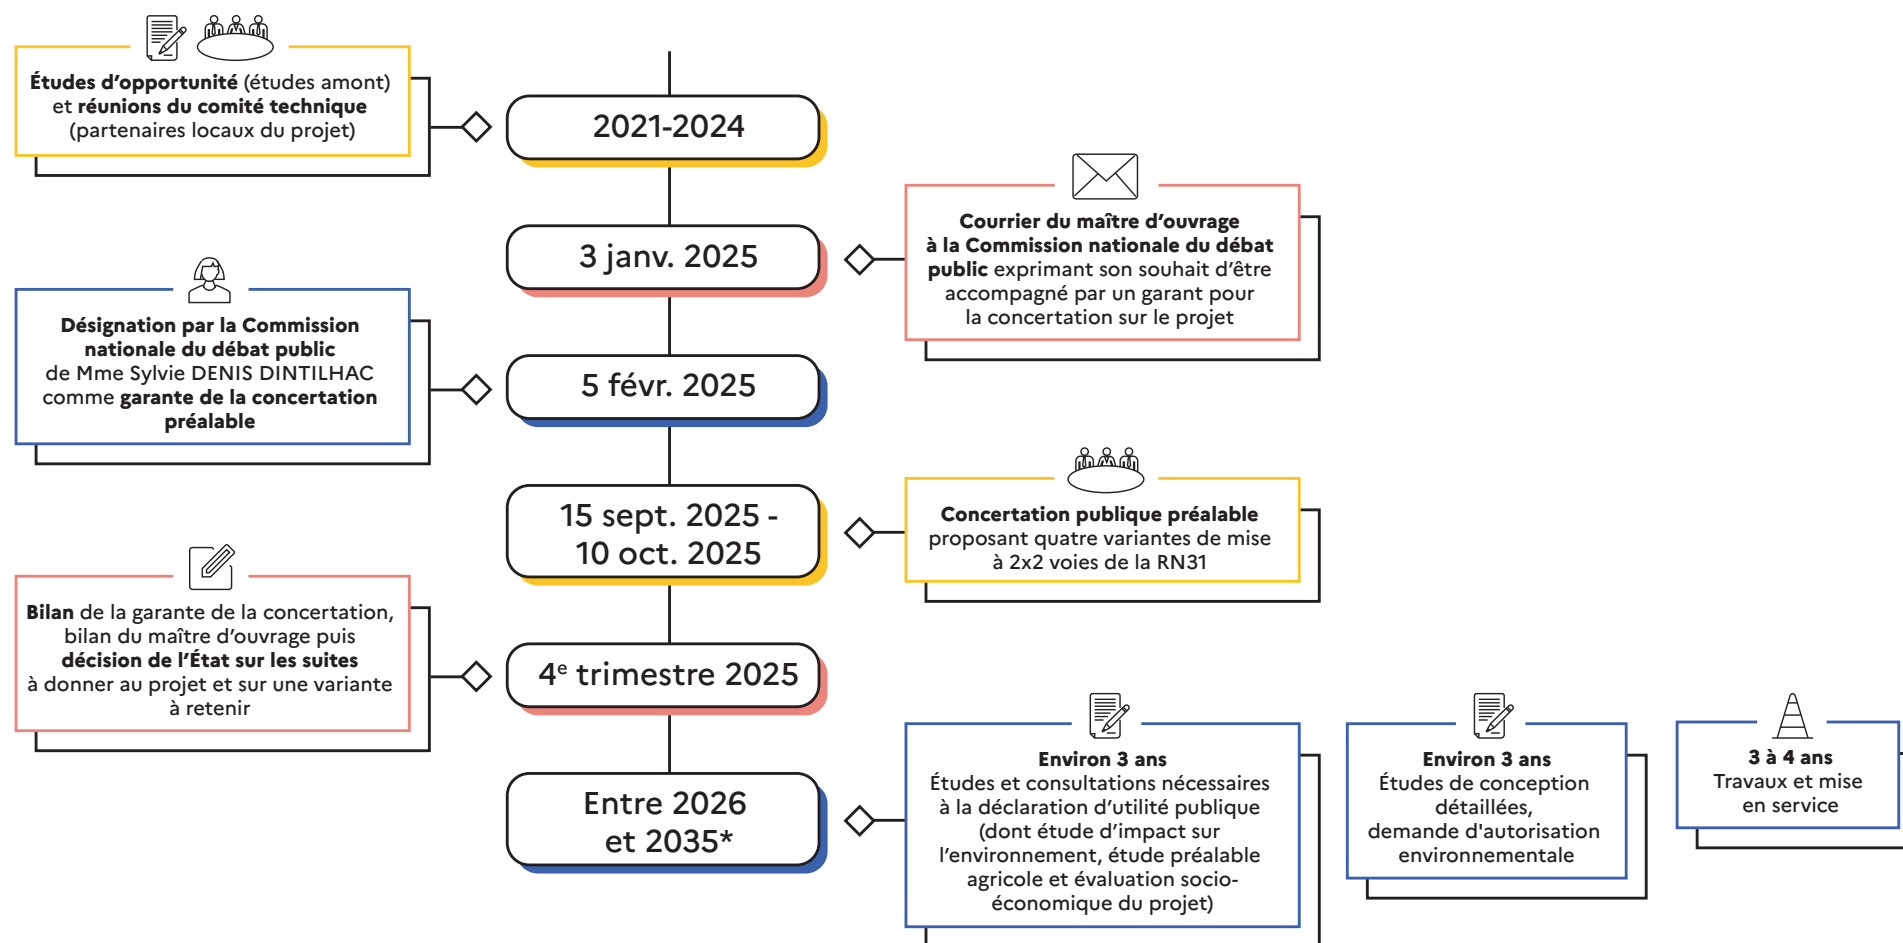 Études d'opportunité (études amont)
et réunions du comité technique
(partenaires locaux du projet)
2021-2024
3 janv. 2025
Courrier du maître d'ouvrage
à la Commission nationale du débat
public exprimant son souhait d'être
accompagné par un garant pour
la concertation sur le projet
Désignation par la Commission
nationale du débat public
de Mme Sylvie DENIS DINTILHAC
comme garante de la concertation
préalable
5 févr. 2025
15 sept. 2025 -
10 oct. 2025
Concertation publique préalable
proposant quatre variantes de mise
à 2x2 voies de la RN31
Bilan de la garante de la concertation,
bilan du maître d'ouvrage puis
décision de l'État sur les suites
à donner au projet et sur une variante
à retenir
4e trimestre 2025
Entre 2026
et 2035*
Environ 3 ans
Études et consultations nécessaires
à la déclaration d'utilité publique
(dont étude d'impact sur
l'environnement, étude préalable
agricole et évaluation socio-
économique du projet)
Environ 3 ans
Études de conception
détaillées,
demande d'autorisation
environnementale
3 à 4 ans
Travaux et mise
en service